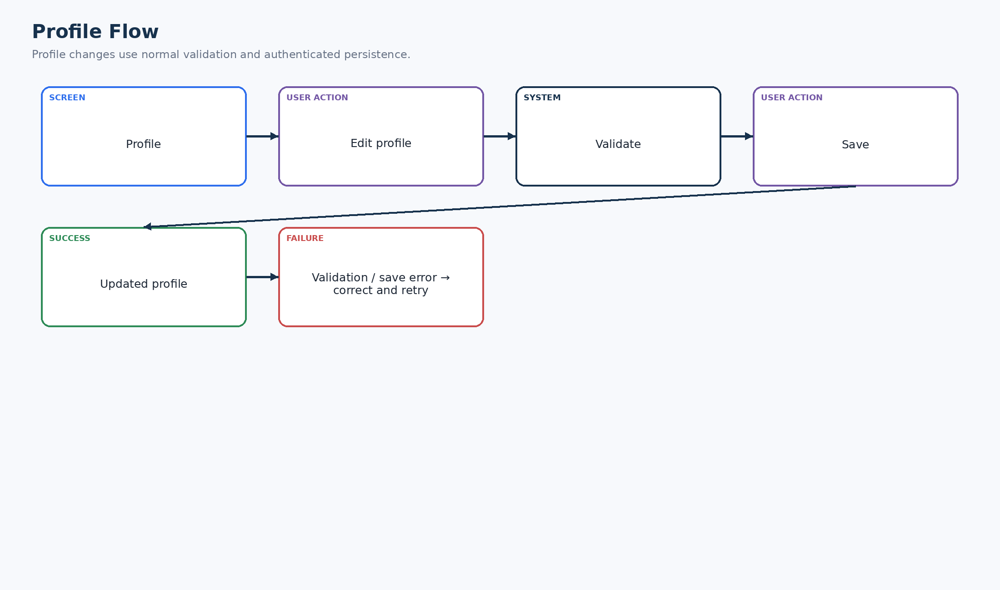 Profile Flow
Profile changes use normal validation and authenticated persistence.
SCREEN
Profile
USER ACTION
Edit profile
SYSTEM
Validate
USER ACTION
Save
SUCCESS
Updated profile
FAILURE
Validation / save error →
correct and retry